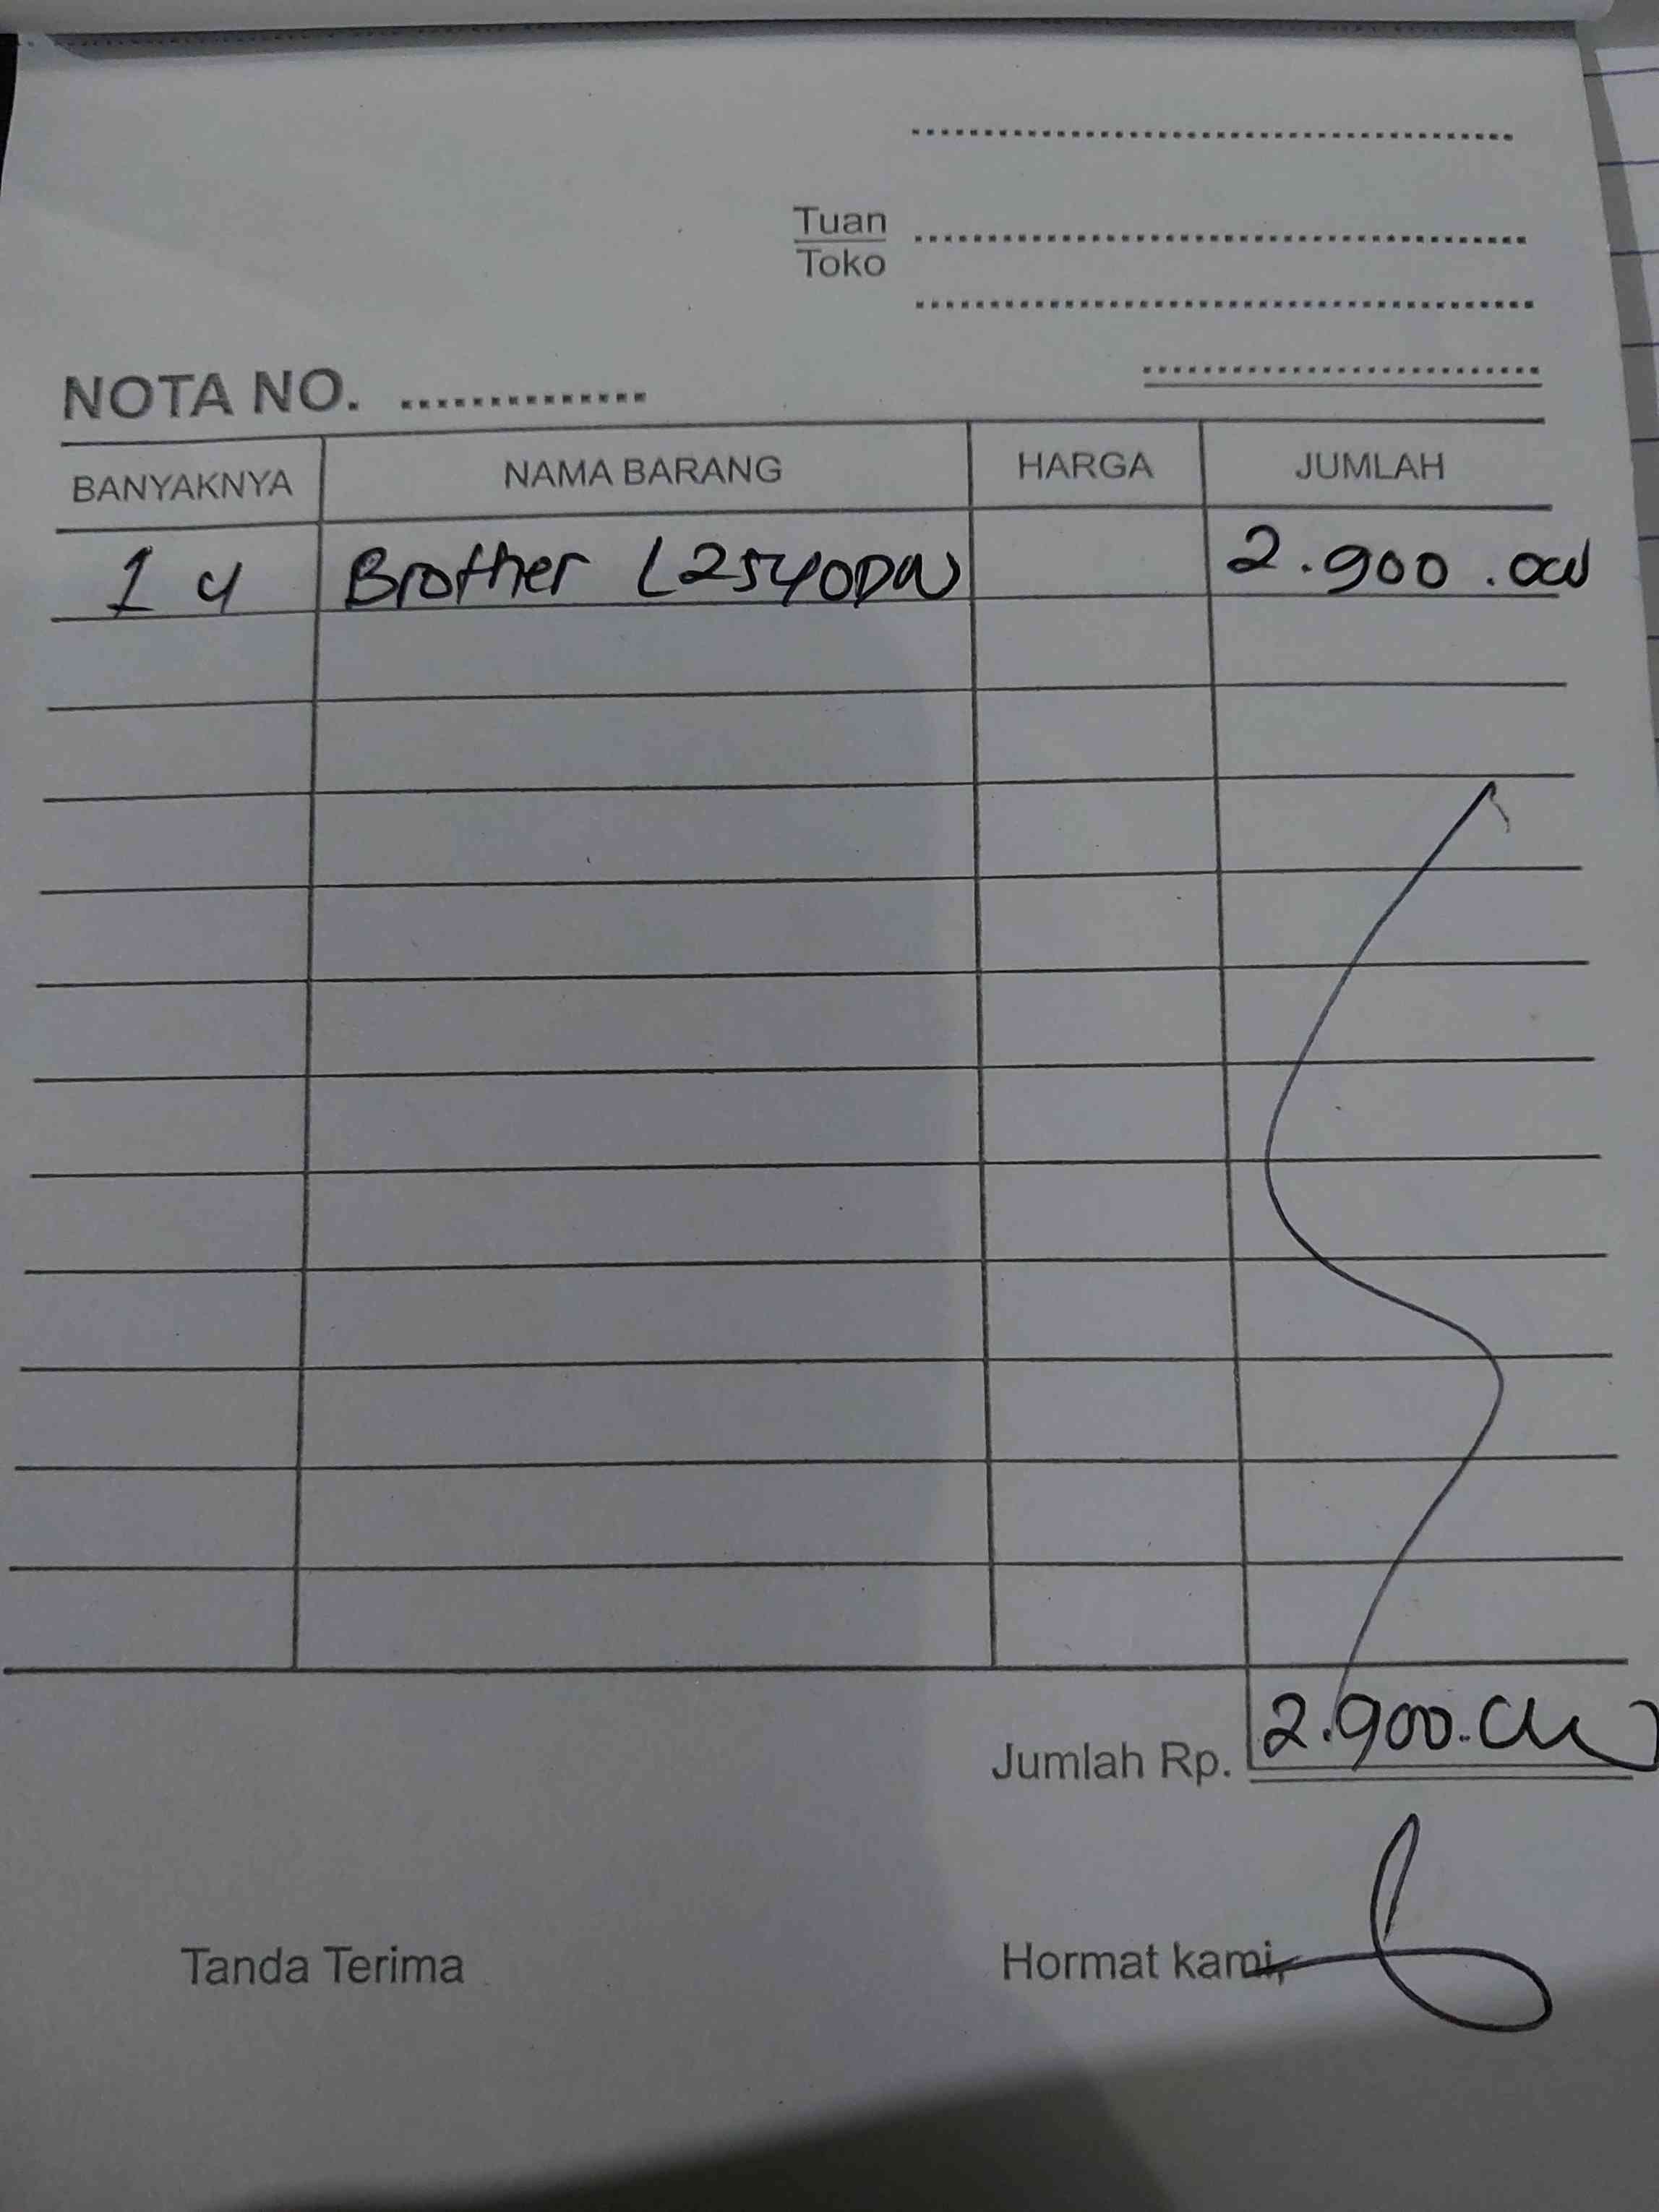 Tuan
Toko
NOTA NO. ..............
BANYAKNYA NAMA BARANG HARGA JUMLAH
1 u Brother L2540DW 2.900.000
Jumlah Rp. 2.900.000
Tanda Terima Hormat kami,